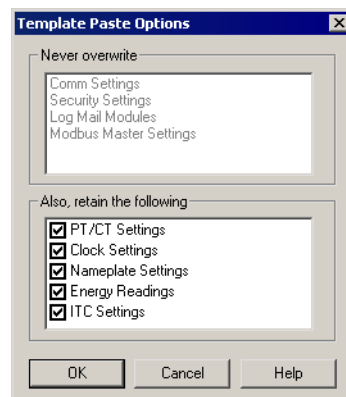 Template Paste Options
Never overwrite
Comm Settings
Security Settings
Log Mail Modules
Modbus Master Settings
Also, retain the following
PT/CT Settings
Clock Settings
Nameplate Settings
Energy Readings
ITC Settings
OK Cancel Help